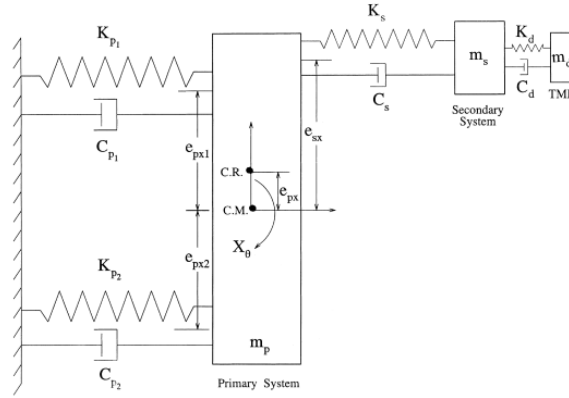 K_p1
K_s
K_d
m_s
C_p1
C_s
C_d
Secondary
System
e_px1
e_sx
C.R.
e_px
C.M.
X_θ
e_px2
K_p2
m_p
C_p2
Primary System